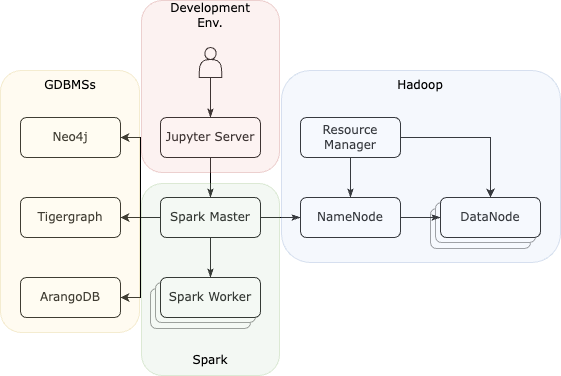 Development
Env.
GDBMSs
Hadoop
Neo4j
Jupyter Server
Resource
Manager
Tigergraph
Spark Master
NameNode
DataNode
ArangoDB
Spark Worker
Spark